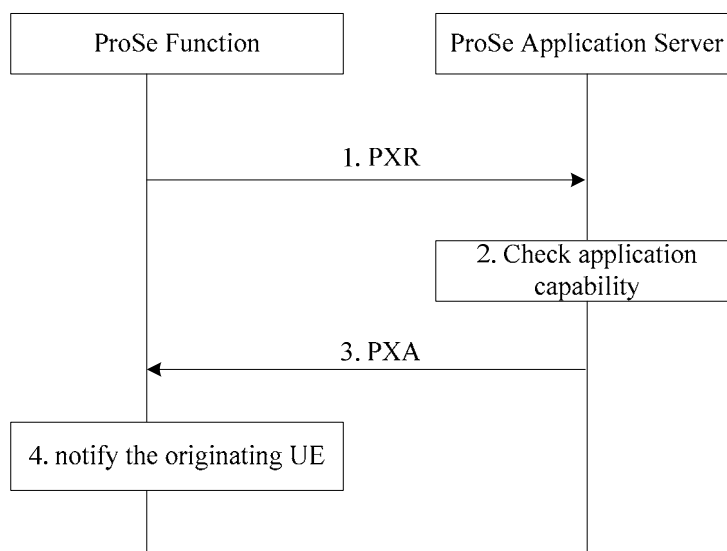 ProSe Function
ProSe Application Server
1. PXR
2. Check application
capability
3. PXA
4. notify the originating UE